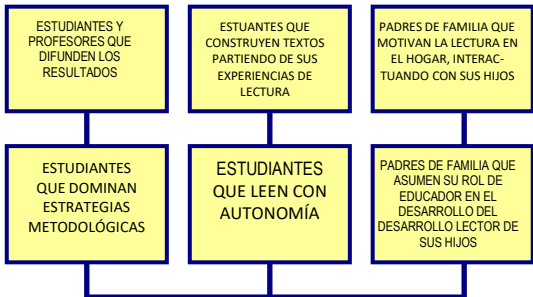 ESTUDIANTES Y
PROFESORES QUE
DIFUNDEN LOS
RESULTADOS
ESTUANTES QUE
CONSTRUYEN TEXTOS
PARTIENDO DE SUS
EXPERIENCIAS DE
LECTURA
PADRES DE FAMILIA QUE
MOTIVAN LA LECTURA EN
EL HOGAR, INTERAC-
TUANDO CON SUS HIJOS
ESTUDIANTES
QUE DOMINAN
ESTRATEGIAS
METODOLÓGICAS
ESTUDIANTES
QUE LEEN CON
AUTONOMÍA
PADRES DE FAMILIA QUE
ASUMEN SU ROL DE
EDUCADOR EN EL
DESARROLLO DEL
DESARROLLO LECTOR DE
SUS HIJOS